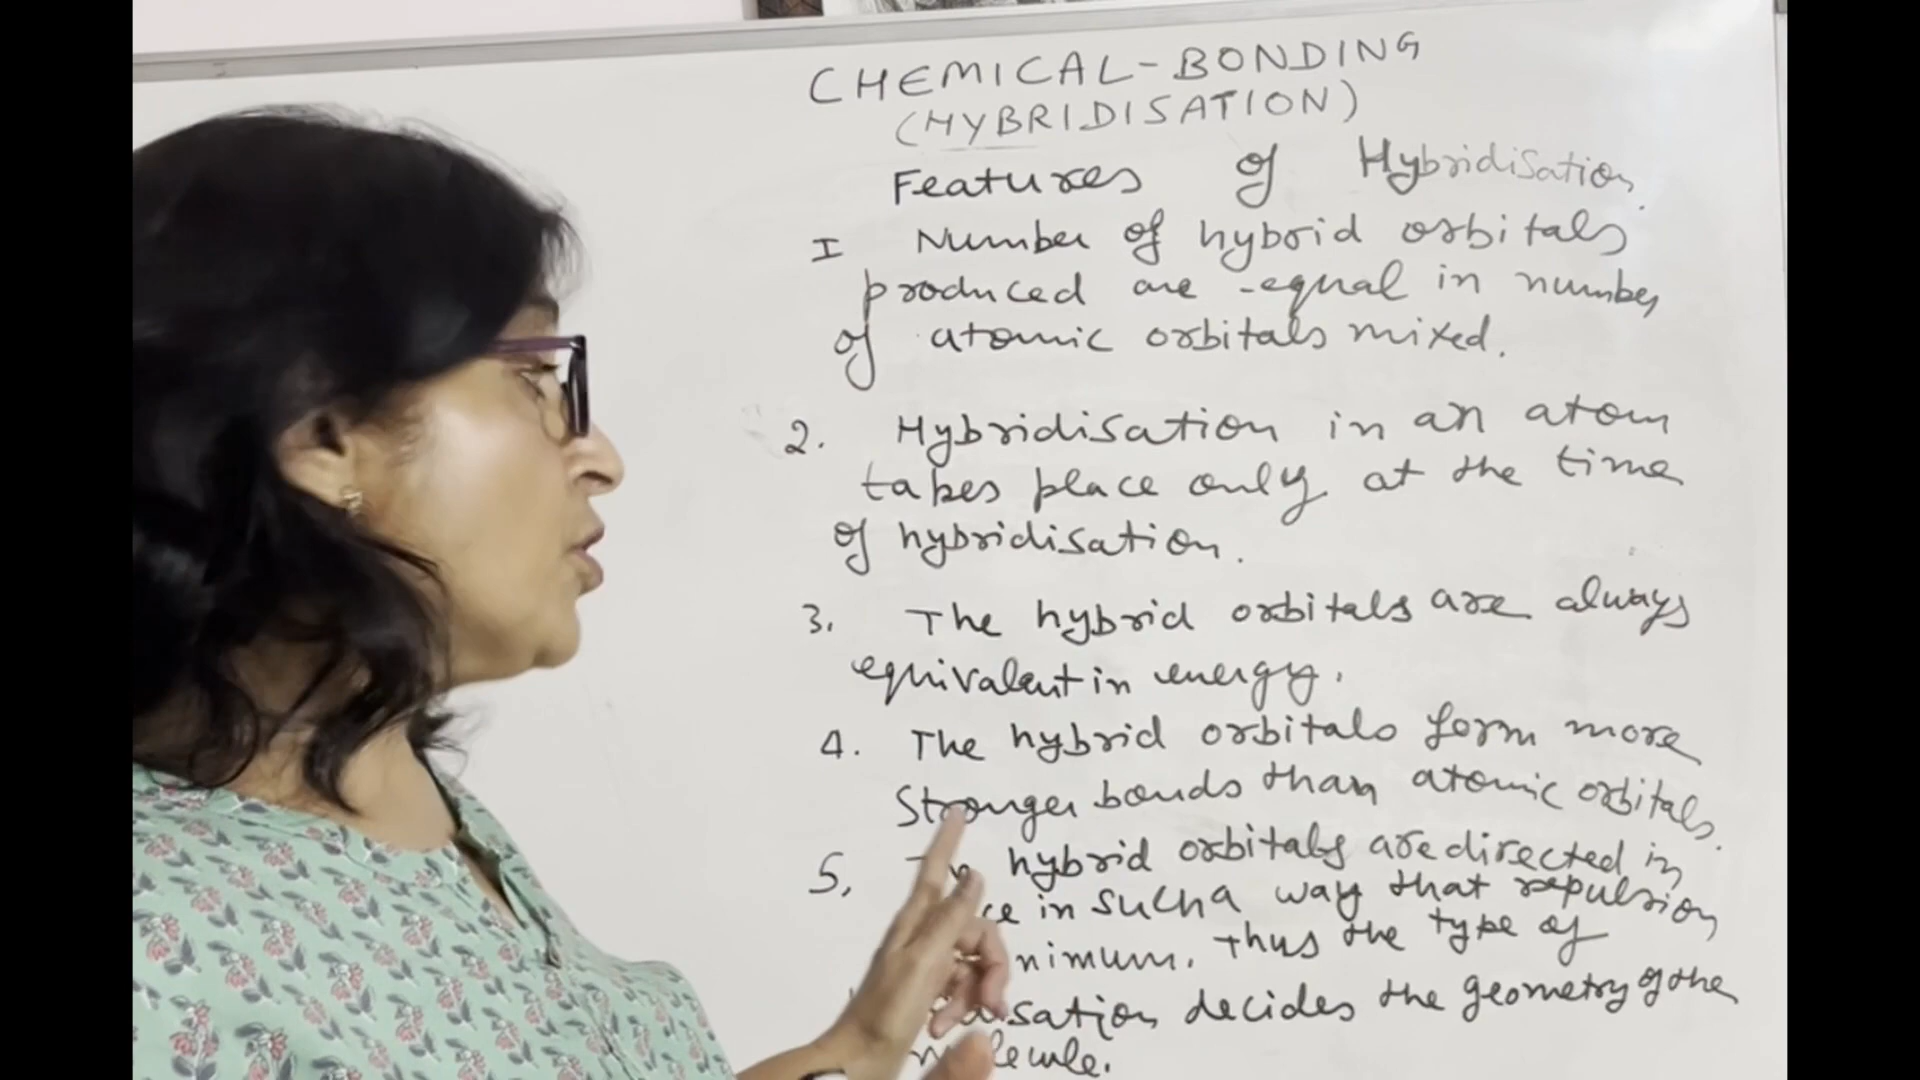 CHEMICAL-BONDING
(HYBRIDISATION)
Features of Hybridisation.
I Number of hybrid orbitals
produced are equal in number
of atomic orbitals mixed.
2. Hybridisation in an atom
takes place only at the time
of hybridisation.
3. The hybrid orbitals are always
equivalent in energy.
4. The hybrid orbitals form more
Stronger bonds than atomic orbitals.
5. hybrid orbitals are directed in
in such a way that repulsion
Thus the type of
decides the geometry of the